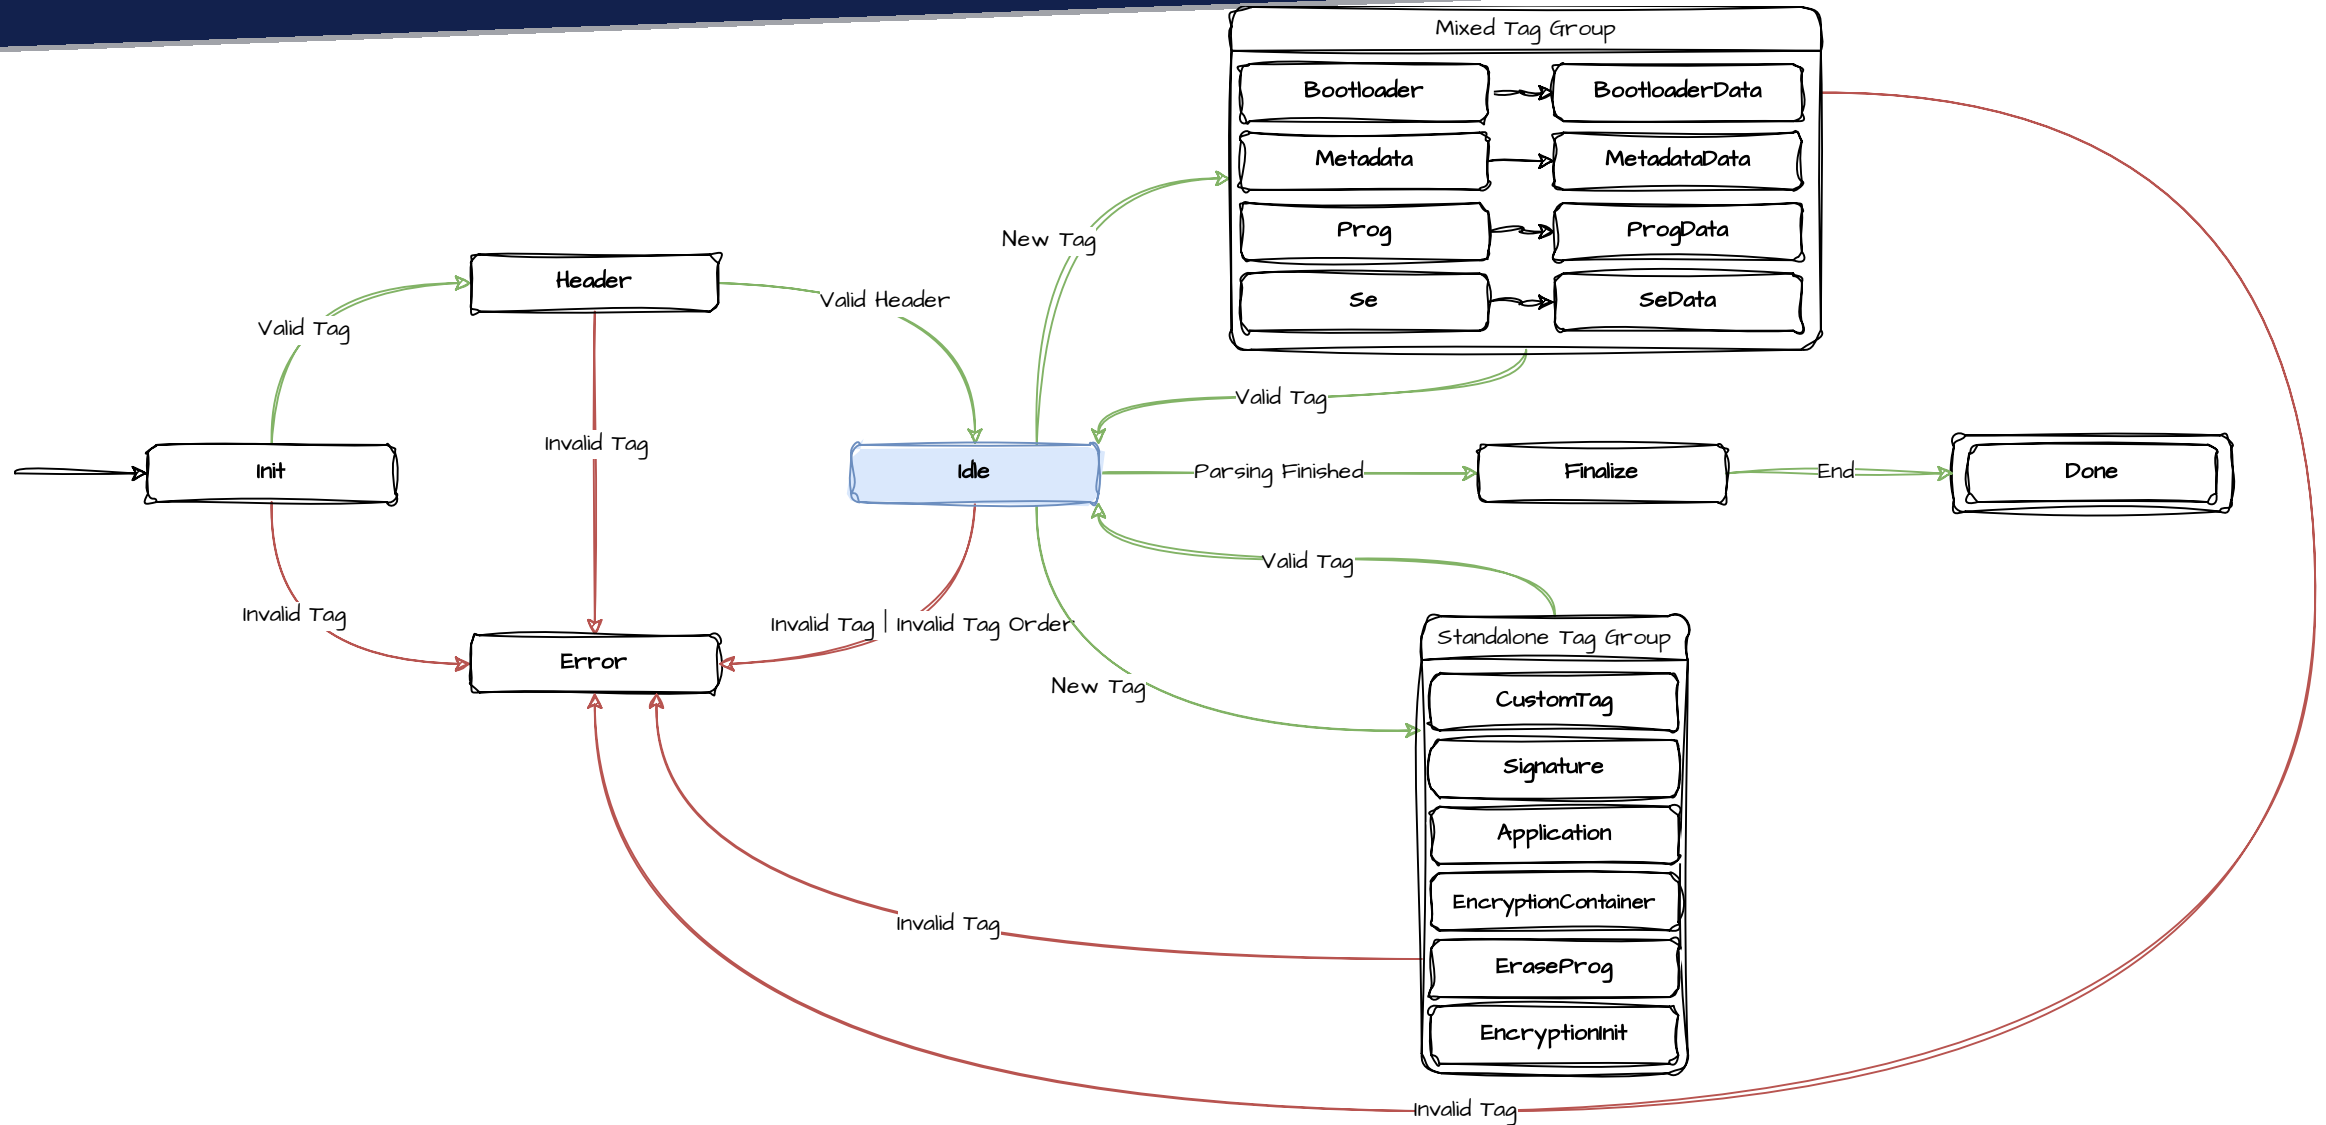 Mixed Tag Group
Bootloader
BootloaderData
Metadata
MetadataData
Prog
ProgData
Se
SeData
New Tag
Header
Valid Header
Valid Tag
Valid Tag
Invalid Tag
Init
Idle
Parsing Finished
Finalize
End
Done
Valid Tag
Invalid Tag
Invalid Tag | Invalid Tag Order
Error
New Tag
Standalone Tag Group
CustomTag
Signature
Application
EncryptionContainer
EraseProg
EncryptionInit
Invalid Tag
Invalid Tag